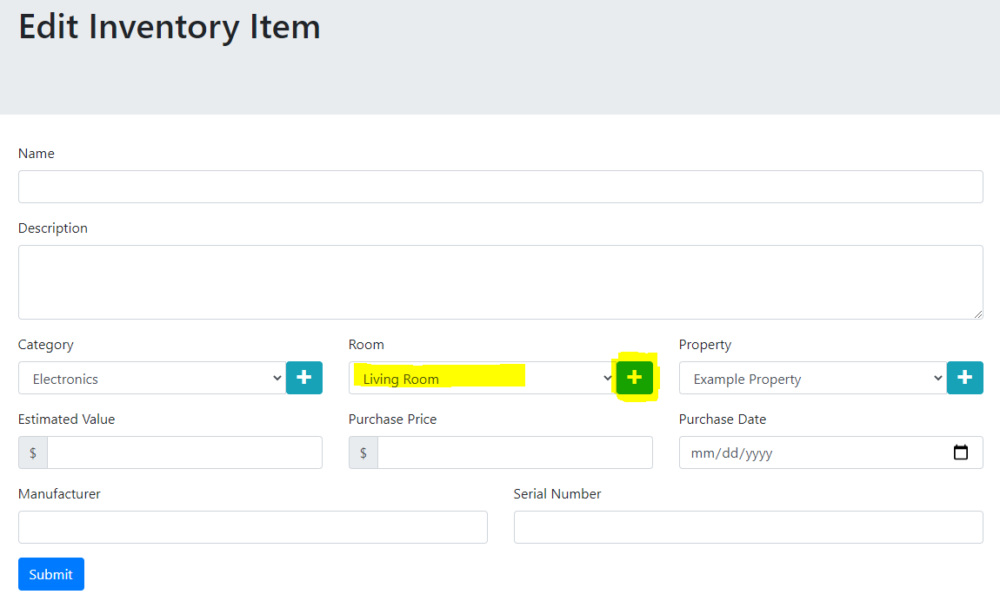 Edit Inventory Item
Name
Description
Category Room Property
Electronics + Living Room + Example Property +
Estimated Value Purchase Price Purchase Date
$ $ mm/dd/yyyy
Manufacturer Serial Number
Submit